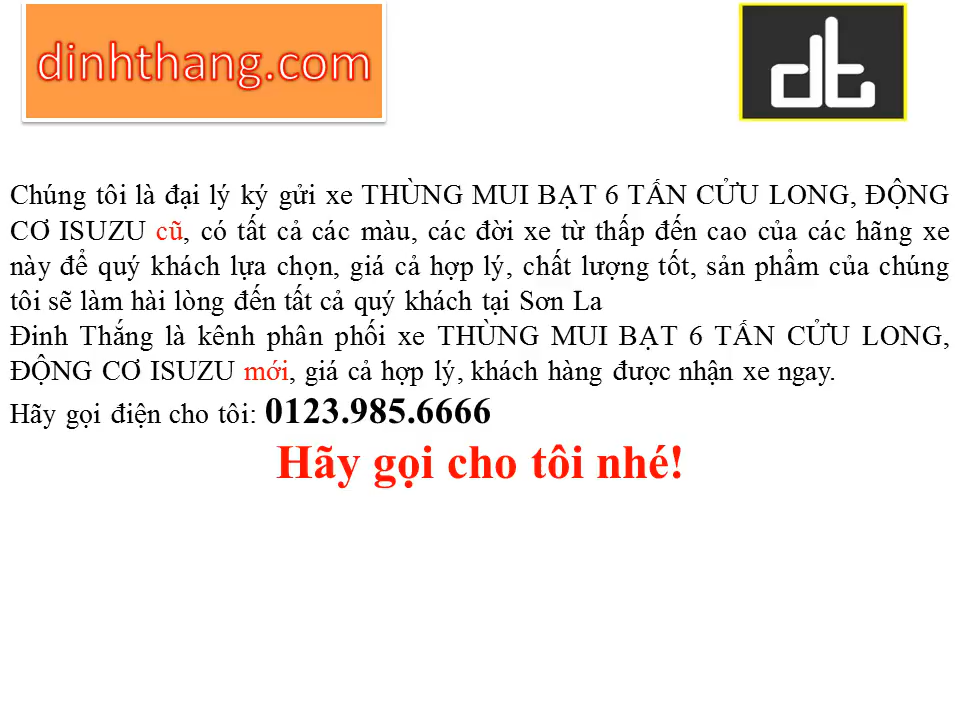 dinhthang.com
dt
Chúng tôi là đại lý ký gửi xe THÙNG MUI BẠT 6 TẤN CỬU LONG, ĐỘNG
CƠ ISUZU cũ, có tất cả các màu, các đời xe từ thấp đến cao của các hãng xe
này để quý khách lựa chọn, giá cả hợp lý, chất lượng tốt, sản phẩm của chúng
tôi sẽ làm hài lòng đến tất cả quý khách tại Sơn La
Đinh Thắng là kênh phân phối xe THÙNG MUI BẠT 6 TẤN CỬU LONG,
ĐỘNG CƠ ISUZU mới, giá cả hợp lý, khách hàng được nhận xe ngay.
Hãy gọi điện cho tôi: 0123.985.6666
Hãy gọi cho tôi nhé!